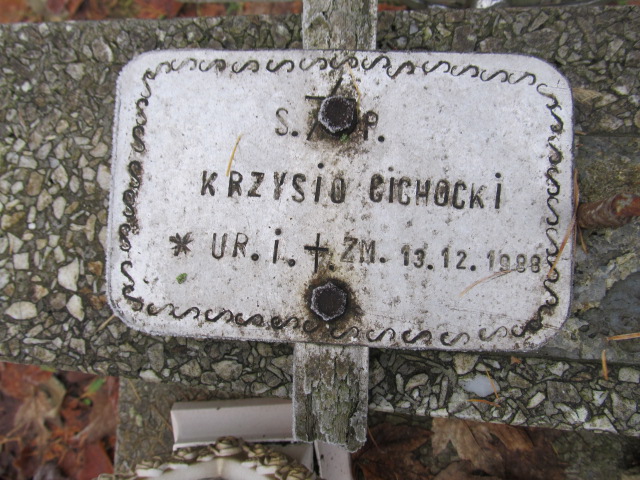 Ś. P.
KRZYSIO CICHOCKI
* UR. i. † ZM. 13.12.1988